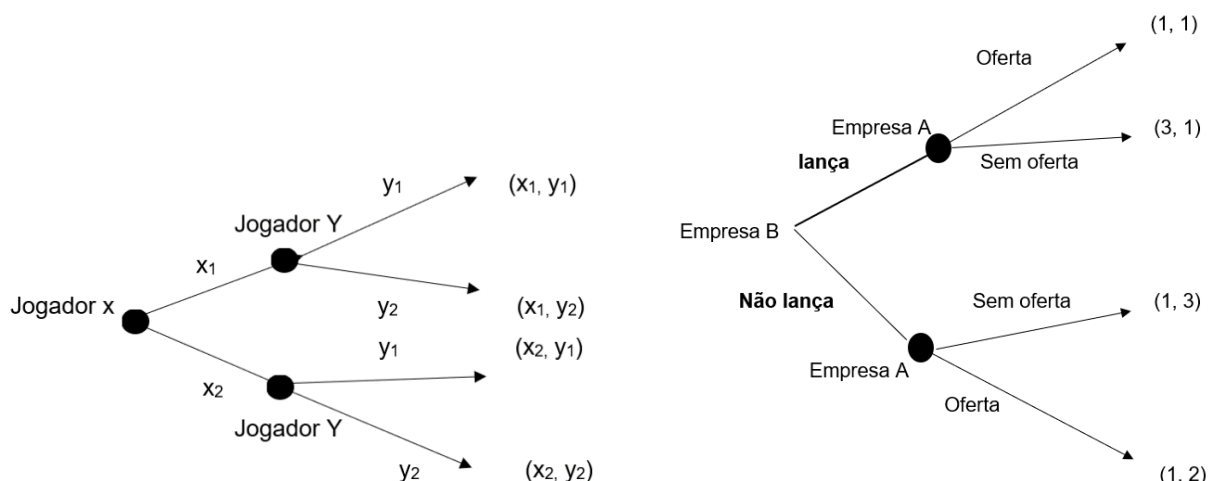 y₁
(x₁, y₁)
Jogador Y
x₁
Jogador x
y₂
(x₁, y₂)
y₁
(x₂, y₁)
x₂
Jogador Y
y₂
(x₂, y₂)
(1, 1)
Oferta
Empresa A
(3, 1)
lança
Sem oferta
Empresa B
Não lança
Sem oferta
(1, 3)
Empresa A
Oferta
(1, 2)